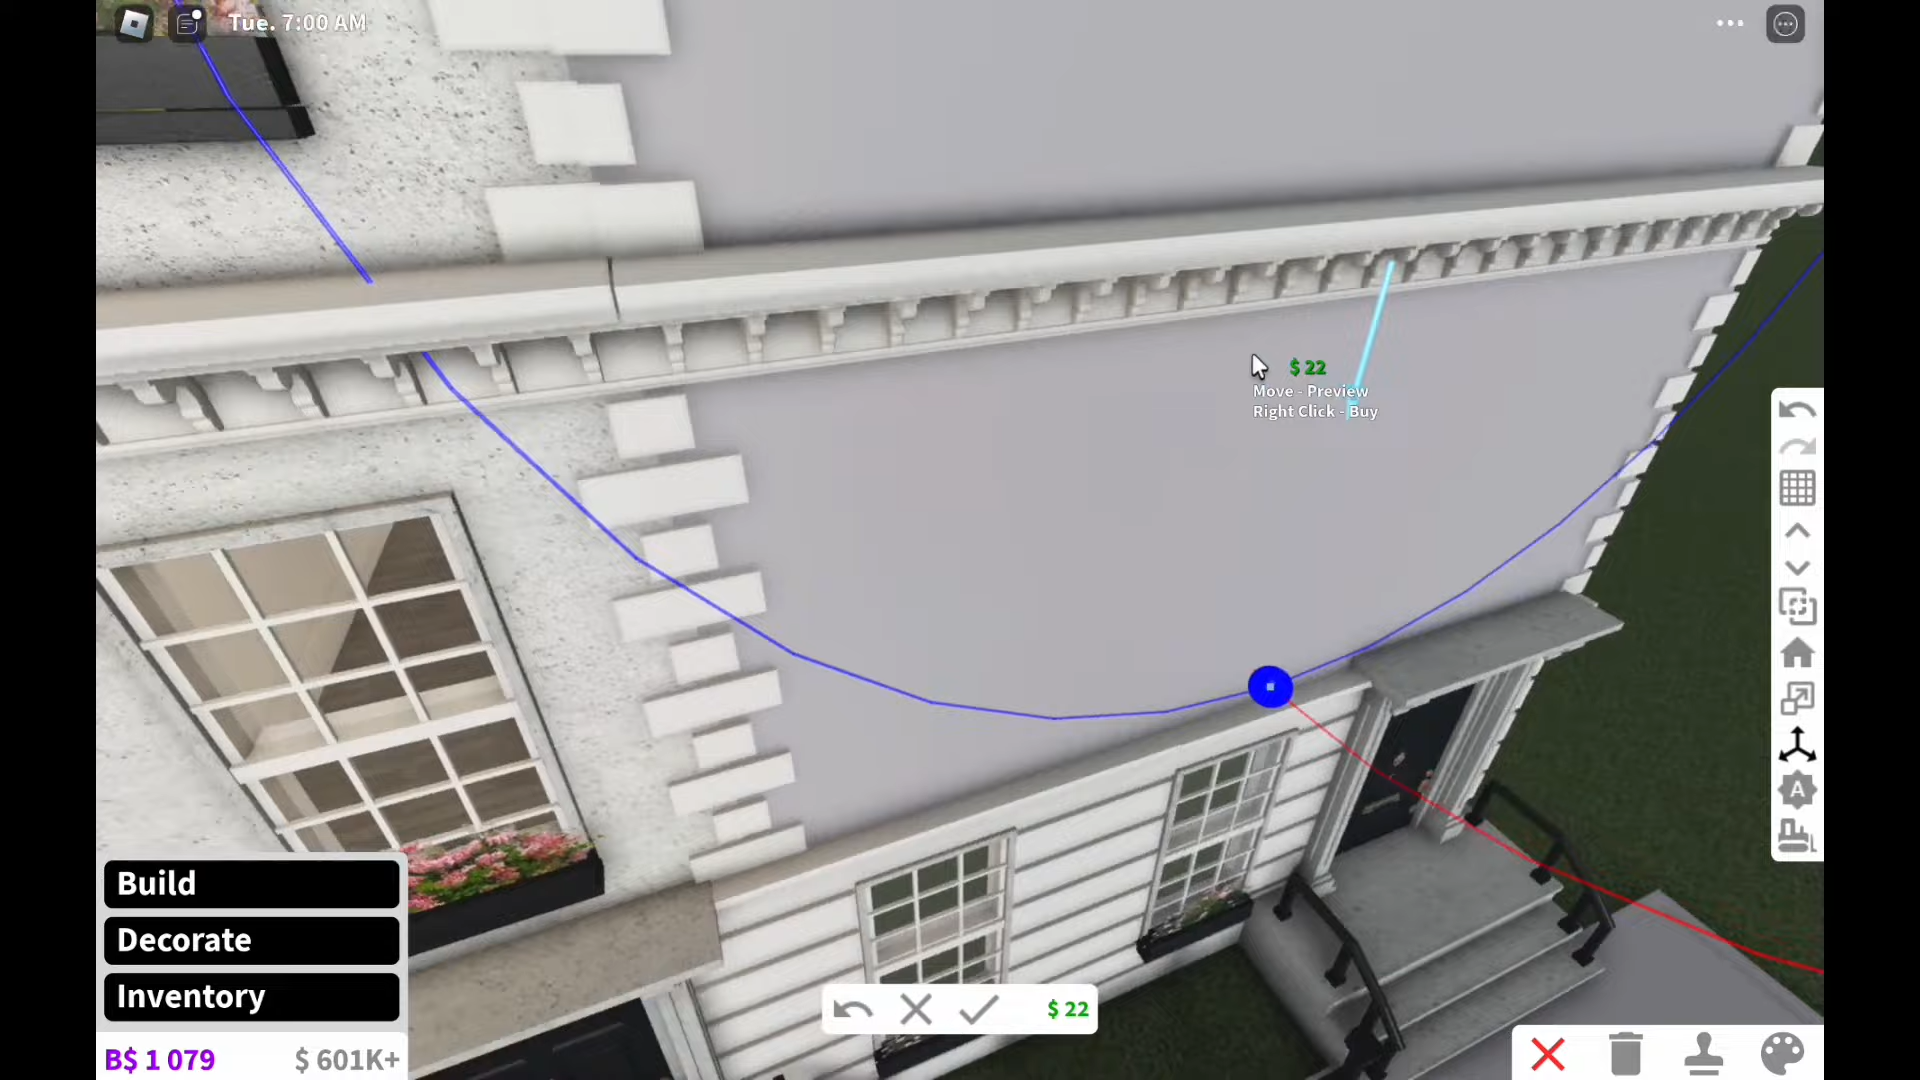 Tue. 7:00 AM
$ 22
Move - Preview
Right Click - Buy
A
Build
Decorate
Inventory
B$ 1 079
$ 601K+
$ 22